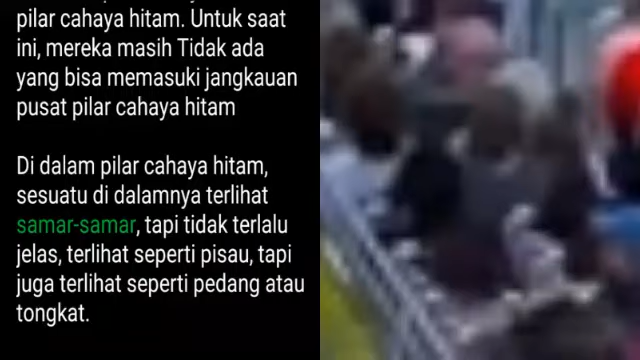 pilar cahaya hitam. Untuk saat
ini, mereka masih Tidak ada
yang bisa memasuki jangkauan
pusat pilar cahaya hitam
Di dalam pilar cahaya hitam,
sesuatu di dalamnya terlihat
samar-samar, tapi tidak terlalu
jelas, terlihat seperti pisau, tapi
juga terlihat seperti pedang atau
tongkat.